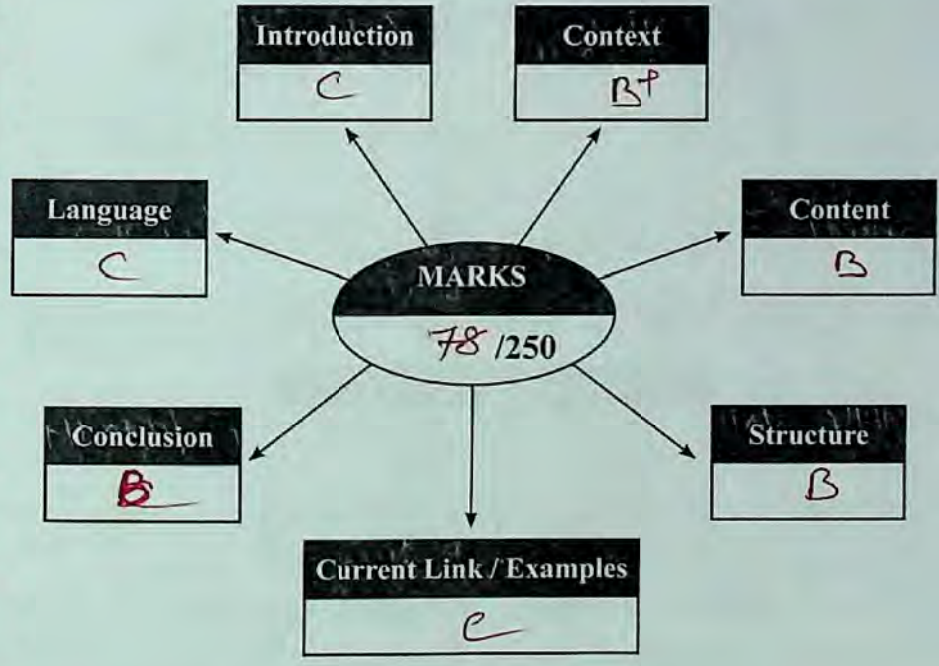 Introduction
C
Context
B+
Language
C
Content
B
MARKS
78 /250
Conclusion
B
Structure
B
Current Link / Examples
C